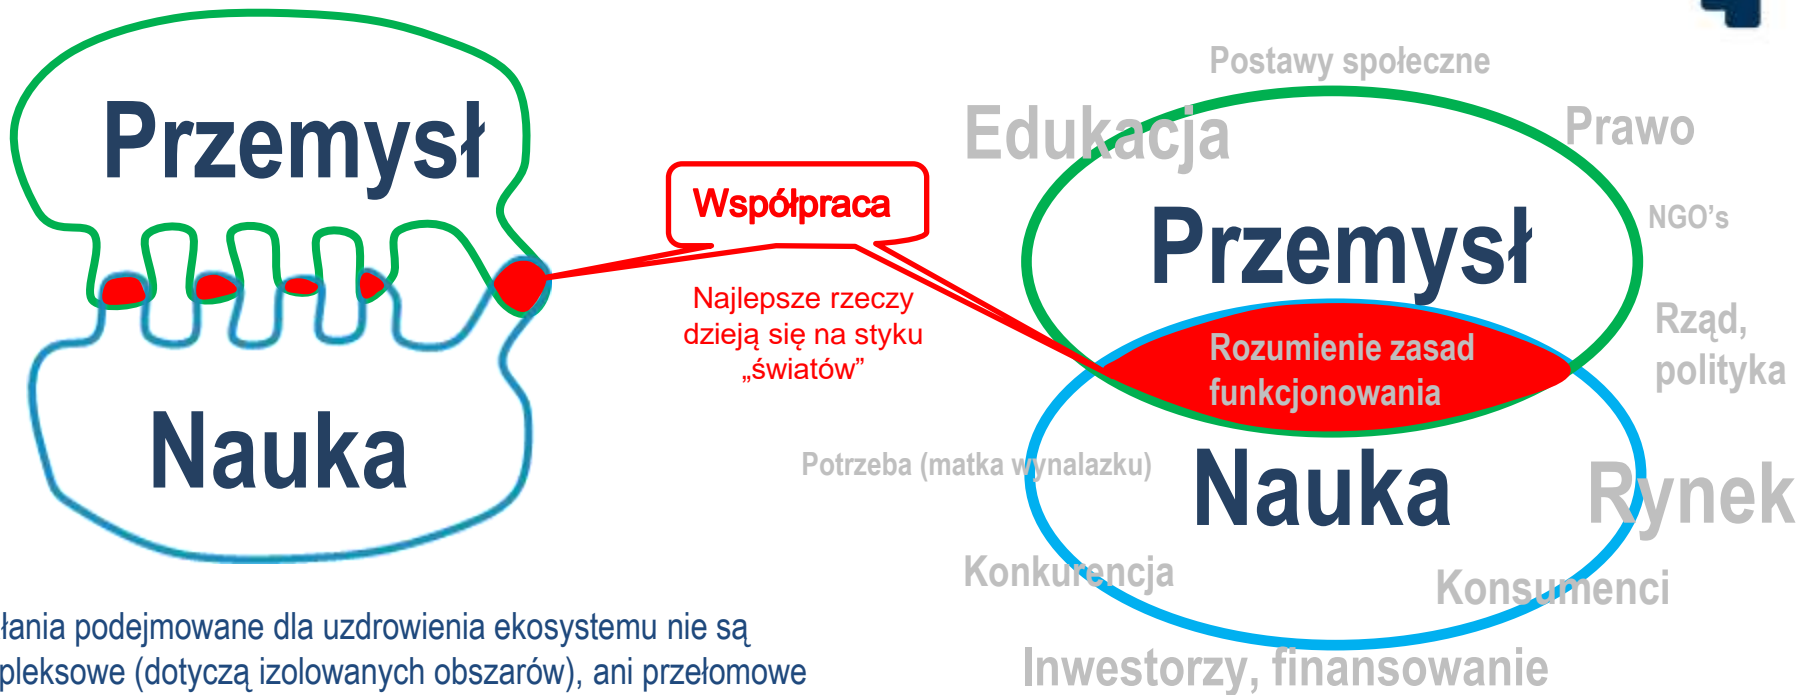 Przemysł
Nauka
Współpraca
Najlepsze rzeczy
dzieją się na styku
„światów”
Postawy społeczne
Edukacja
Prawo
NGO's
Przemysł
Rząd,
polityka
Rozumienie zasad
funkcjonowania
Potrzeba (matka wynalazku)
Nauka
Rynek
Konkurencja
Konsumenci
Inwestorzy, finansowanie
łania podejmowane dla uzdrowienia ekosystemu nie są
pleksowe (dotyczą izolowanych obszarów), ani przełomowe